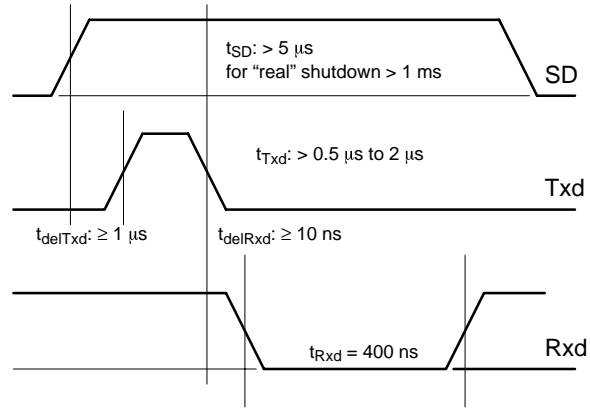 t_SD: > 5 μs
for “real” shutdown > 1 ms
SD
t_Txd: > 0.5 μs to 2 μs
Txd
t_delTxd: ≥ 1 μs
t_delRxd: ≥ 10 ns
t_Rxd = 400 ns
Rxd